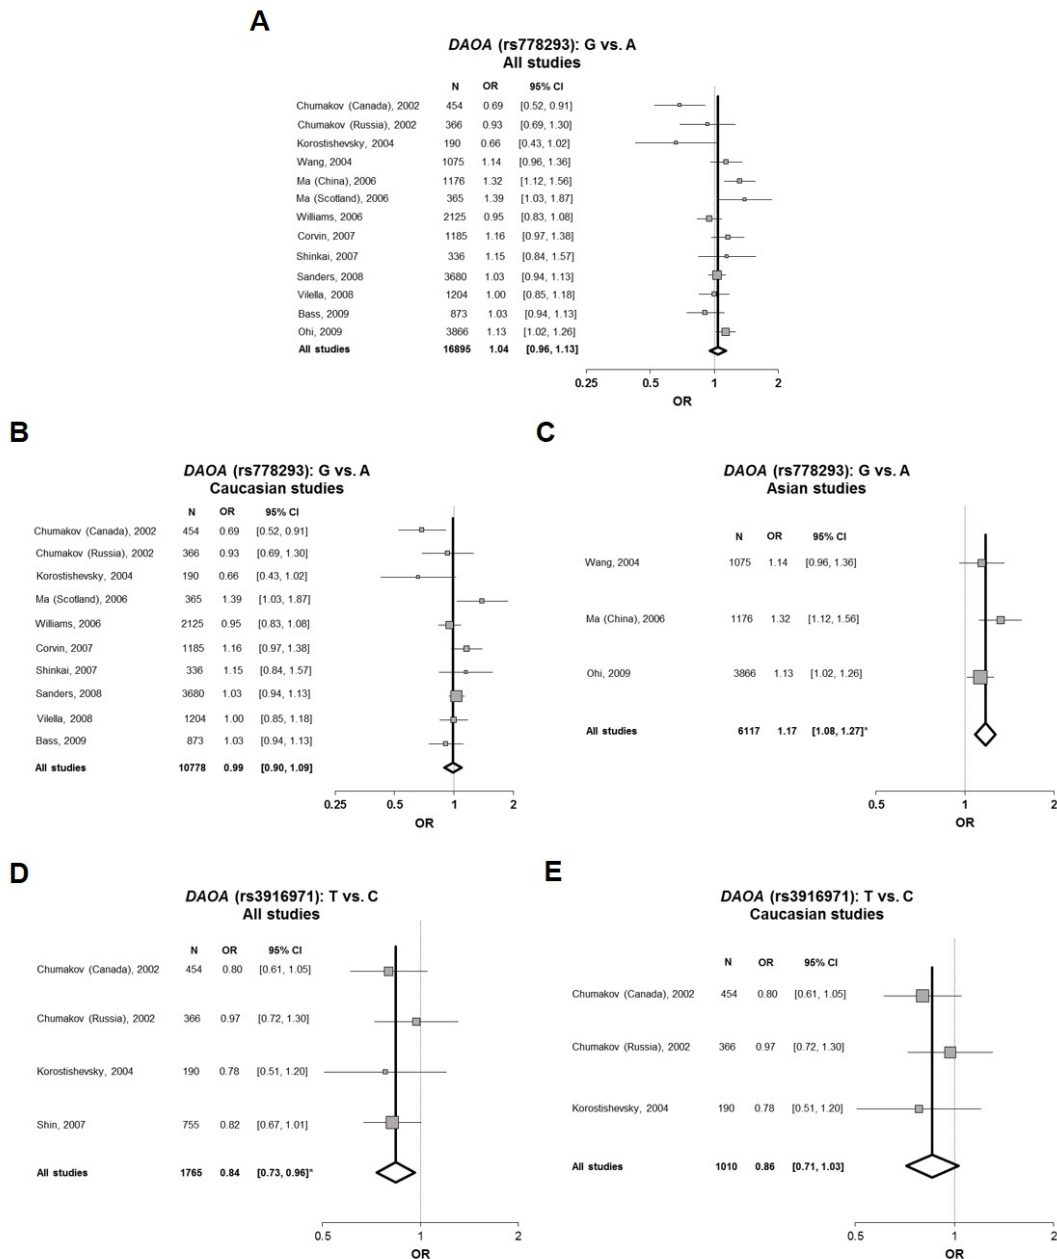 A
DAOA (rs778293): G vs. A
All studies
N OR 95% CI
Chumakov (Canada), 2002 454 0.69 [0.52, 0.91]
Chumakov (Russia), 2002 366 0.93 [0.69, 1.30]
Korostishevsky, 2004 190 0.66 [0.43, 1.02]
Wang, 2004 1075 1.14 [0.96, 1.36]
Ma (China), 2006 1176 1.32 [1.12, 1.56]
Ma (Scotland), 2006 365 1.39 [1.03, 1.87]
Williams, 2006 2125 0.95 [0.83, 1.08]
Corvin, 2007 1185 1.16 [0.97, 1.38]
Shinkai, 2007 336 1.15 [0.84, 1.57]
Sanders, 2008 3680 1.03 [0.94, 1.13]
Vilella, 2008 1204 1.00 [0.85, 1.18]
Bass, 2009 873 1.03 [0.94, 1.13]
Ohi, 2009 3866 1.13 [1.02, 1.26]
All studies 16895 1.04 [0.96, 1.13]
0.25 0.5 1 2
OR
B
DAOA (rs778293): G vs. A
Caucasian studies
N OR 95% CI
Chumakov (Canada), 2002 454 0.69 [0.52, 0.91]
Chumakov (Russia), 2002 366 0.93 [0.69, 1.30]
Korostishevsky, 2004 190 0.66 [0.43, 1.02]
Ma (Scotland), 2006 365 1.39 [1.03, 1.87]
Williams, 2006 2125 0.95 [0.83, 1.08]
Corvin, 2007 1185 1.16 [0.97, 1.38]
Shinkai, 2007 336 1.15 [0.84, 1.57]
Sanders, 2008 3680 1.03 [0.94, 1.13]
Vilella, 2008 1204 1.00 [0.85, 1.18]
Bass, 2009 873 1.03 [0.94, 1.13]
All studies 10778 0.99 [0.90, 1.09]
0.25 0.5 1 2
OR
C
DAOA (rs778293): G vs. A
Asian studies
N OR 95% CI
Wang, 2004 1075 1.14 [0.96, 1.36]
Ma (China), 2006 1176 1.32 [1.12, 1.56]
Ohi, 2009 3866 1.13 [1.02, 1.26]
All studies 6117 1.17 [1.08, 1.27]*
0.5 1 2
OR
D
DAOA (rs3916971): T vs. C
All studies
N OR 95% CI
Chumakov (Canada), 2002 454 0.80 [0.61, 1.05]
Chumakov (Russia), 2002 366 0.97 [0.72, 1.30]
Korostishevsky, 2004 190 0.78 [0.51, 1.20]
Shin, 2007 755 0.82 [0.67, 1.01]
All studies 1765 0.84 [0.73, 0.96]*
0.5 1 2
OR
E
DAOA (rs3916971): T vs. C
Caucasian studies
N OR 95% CI
Chumakov (Canada), 2002 454 0.80 [0.61, 1.05]
Chumakov (Russia), 2002 366 0.97 [0.72, 1.30]
Korostishevsky, 2004 190 0.78 [0.51, 1.20]
All studies 1010 0.86 [0.71, 1.03]
0.5 1 2
OR